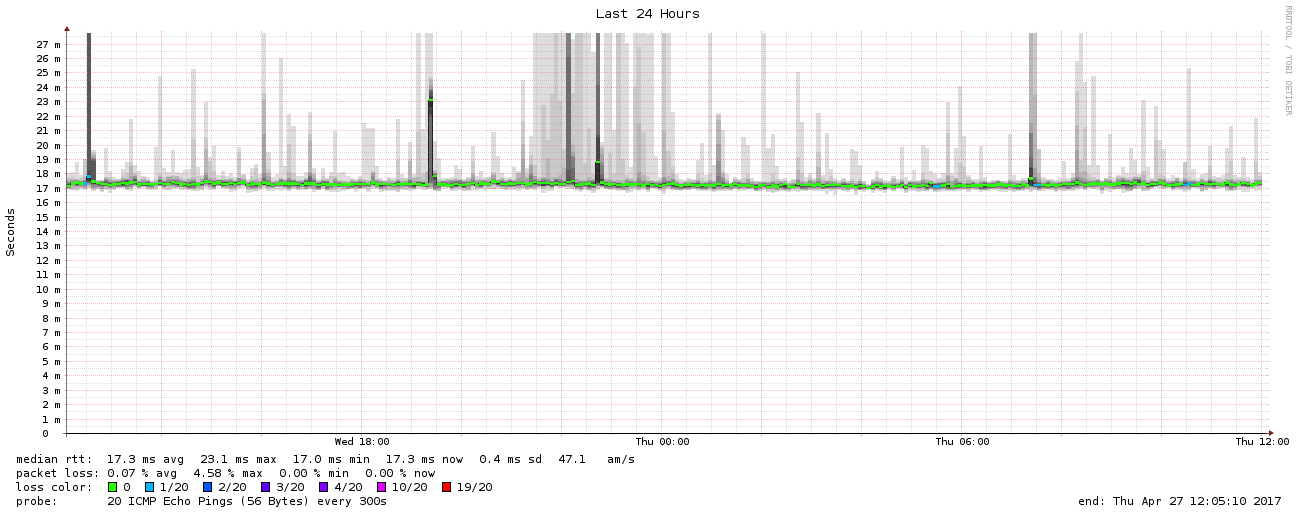 Last 24 Hours
RRDTOOL / TOBI OETIKER
Seconds
27 m
26 m
25 m
24 m
23 m
22 m
21 m
20 m
19 m
18 m
17 m
16 m
15 m
14 m
13 m
12 m
11 m
10 m
9 m
8 m
7 m
6 m
5 m
4 m
3 m
2 m
1 m
0
Wed 18:00 Thu 00:00 Thu 06:00 Thu 12:00
median rtt: 17.3 ms avg 23.1 ms max 17.0 ms min 17.3 ms now 0.4 ms sd 47.1 am/s
packet loss: 0.07 % avg 4.58 % max 0.00 % min 0.00 % now
loss color: 0 1/20 2/20 3/20 4/20 10/20 19/20
probe: 20 ICMP Echo Pings (56 Bytes) every 300s end: Thu Apr 27 12:05:10 2017